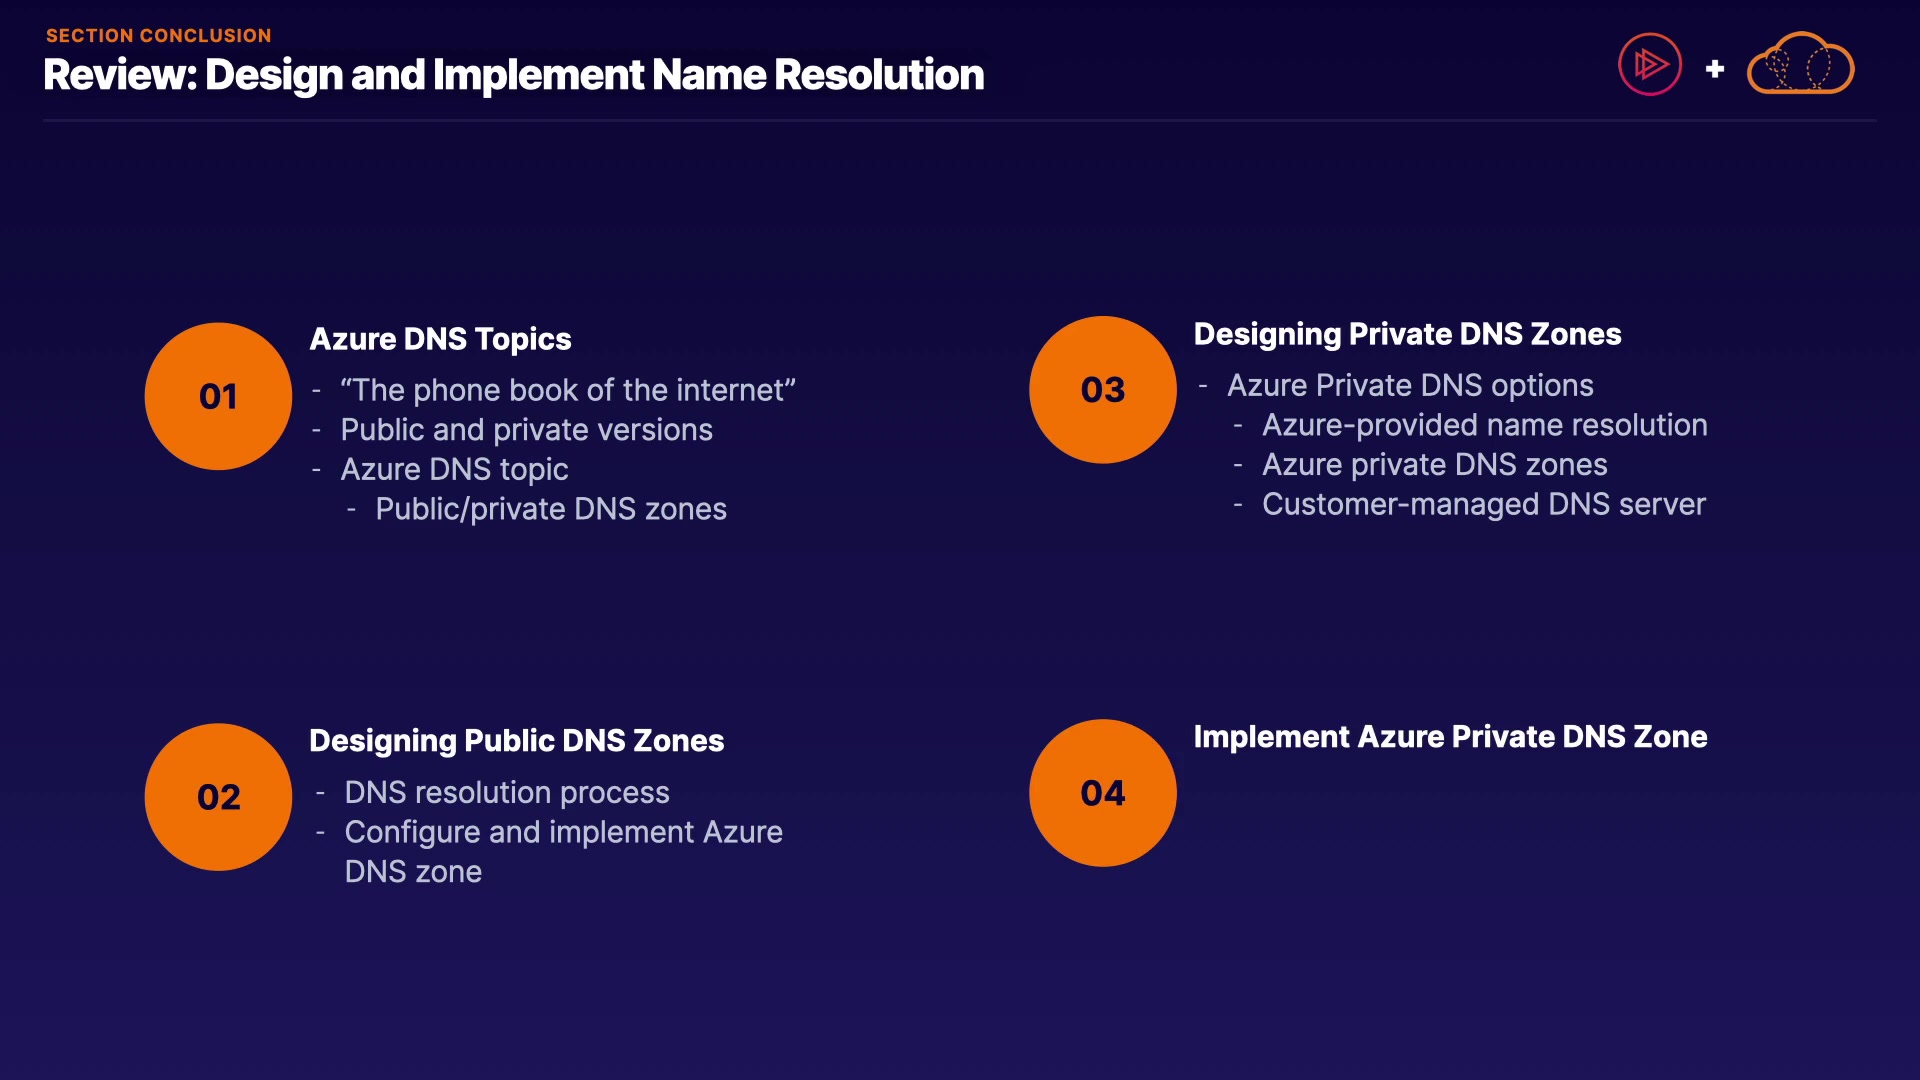 SECTION CONCLUSION
Review: Design and Implement Name Resolution
+
01
Azure DNS Topics
- “The phone book of the internet”
- Public and private versions
- Azure DNS topic
- Public/private DNS zones
02
Designing Public DNS Zones
- DNS resolution process
- Configure and implement Azure
DNS zone
03
Designing Private DNS Zones
- Azure Private DNS options
- Azure-provided name resolution
- Azure private DNS zones
- Customer-managed DNS server
04
Implement Azure Private DNS Zone